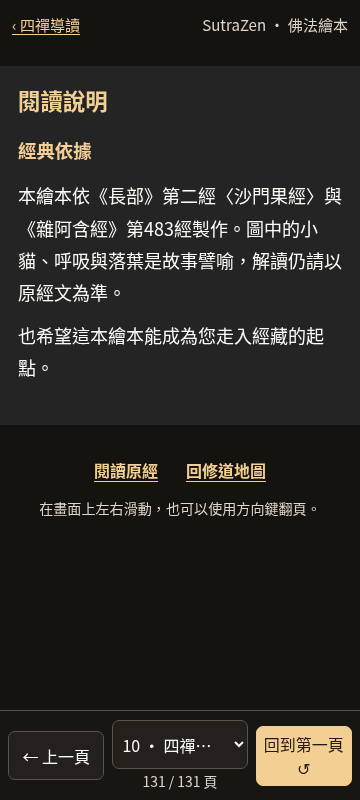 ‹ 四禪導讀
SutraZen · 佛法繪本
閱讀說明
經典依據
本繪本依《長部》第二經〈沙門果經〉與
《雜阿含經》第483經製作。圖中的小
貓、呼吸與落葉是故事譬喻，解讀仍請以
原經文為準。
也希望這本繪本能成為您走入經藏的起
點。
閱讀原經 回修道地圖
在畫面上左右滑動，也可以使用方向鍵翻頁。
← 上一頁
10 · 四禪…
131 / 131 頁
回到第一頁
↺